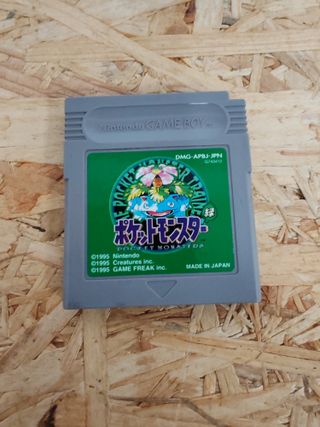 Nintendo GAME BOY
DMG-APBJ-JPN
緑
ポケットモンスター
POCKET MONSTERS
©1995 Nintendo
©1995 Creatures inc.
©1995 GAME FREAK inc.
MADE IN JAPAN